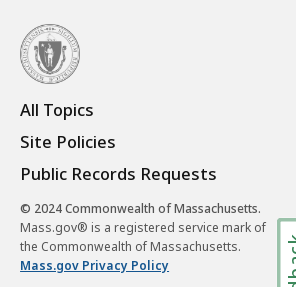 All Topics
Site Policies
Public Records Requests
© 2024 Commonwealth of Massachusetts.
Mass.gov® is a registered service mark of
the Commonwealth of Massachusetts.
Mass.gov Privacy Policy